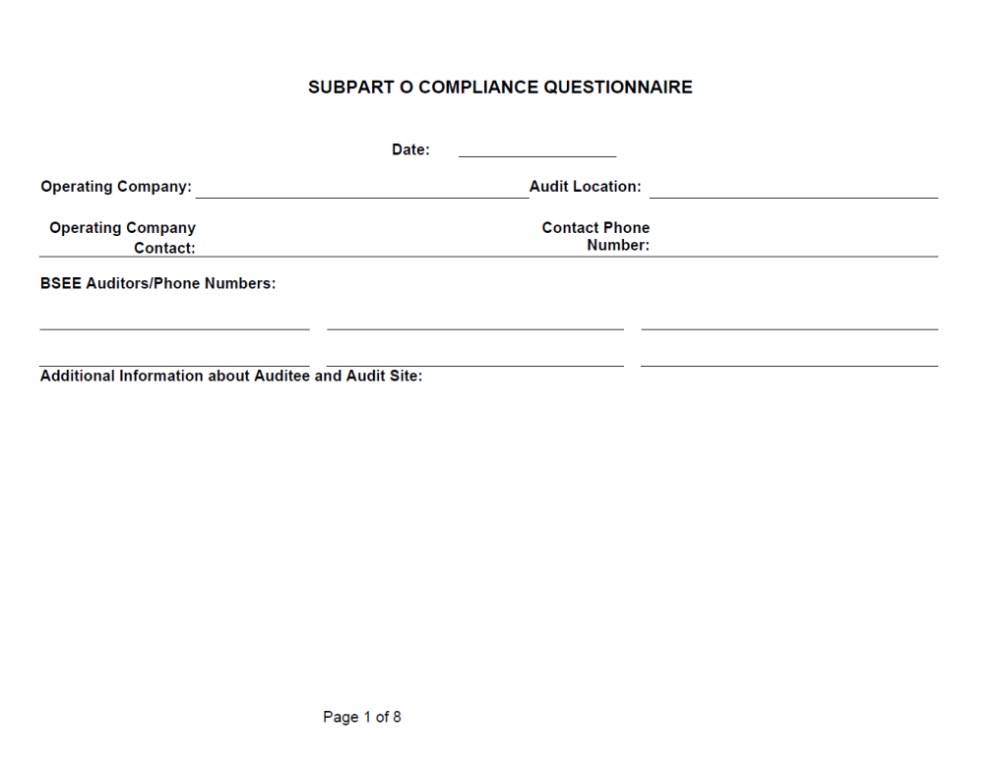 SUBPART O COMPLIANCE QUESTIONNAIRE
Date:
Operating Company: Audit Location:
Operating Company Contact Phone
Contact: Number:
BSEE Auditors/Phone Numbers:
Additional Information about Auditee and Audit Site:
Page 1 of 8